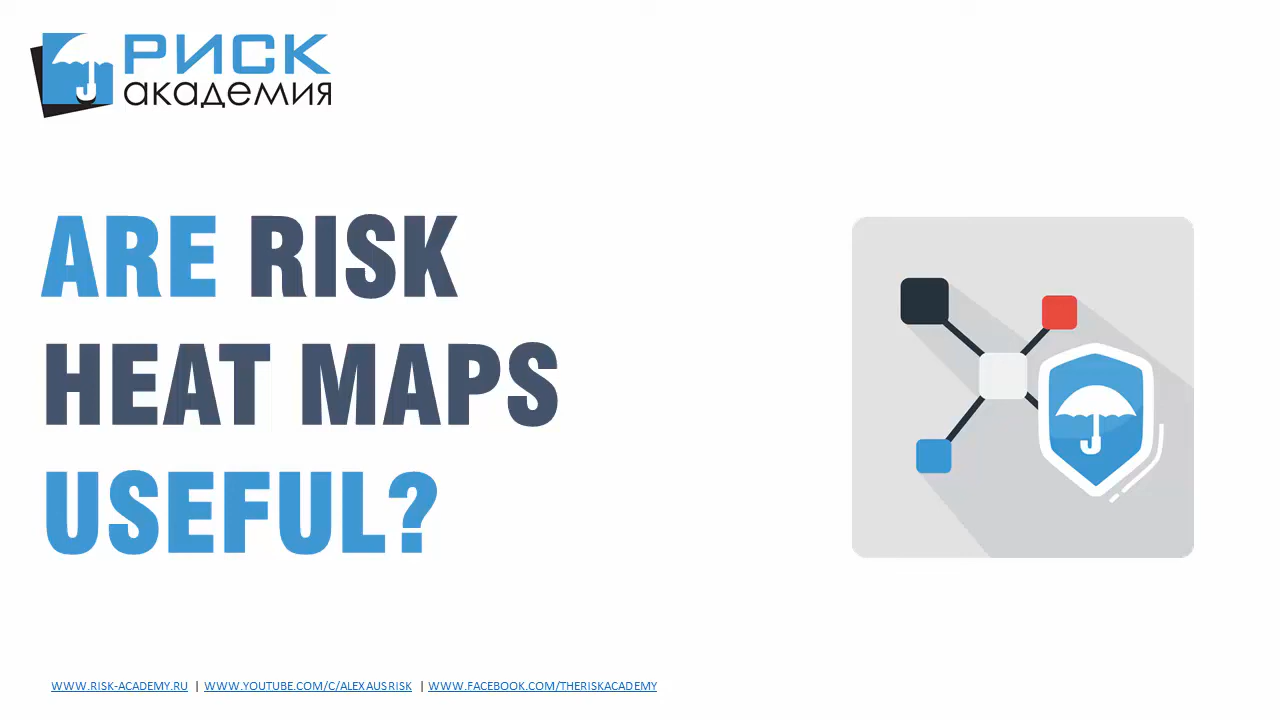 РИСК
академия
ARE RISK
HEAT MAPS
USEFUL?
WWW.RISK-ACADEMY.RU | WWW.YOUTUBE.COM/C/ALEXAUSRISK | WWW.FACEBOOK.COM/THERISKACADEMY